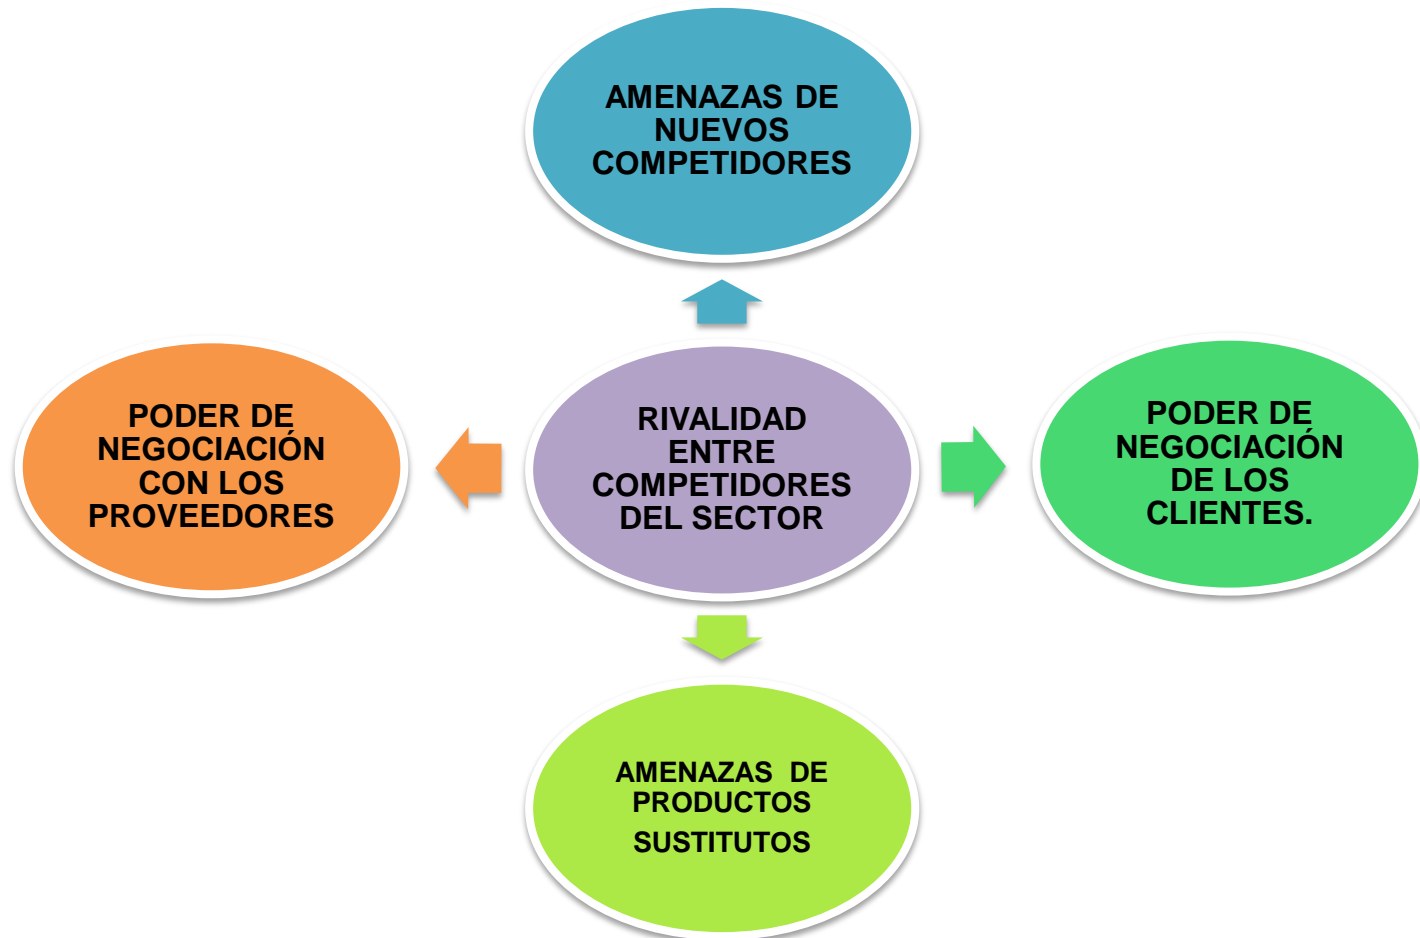 AMENAZAS DE
NUEVOS
COMPETIDORES
PODER DE
NEGOCIACIÓN
CON LOS
PROVEEDORES
RIVALIDAD
ENTRE
COMPETIDORES
DEL SECTOR
PODER DE
NEGOCIACIÓN
DE LOS
CLIENTES.
AMENAZAS DE
PRODUCTOS
SUSTITUTOS